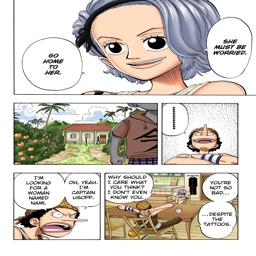 SHE
MUST BE
WORRIED.
GO
HOME TO
HER.
YOU'RE
NOT SO
BAD...
...DESPITE
THE
TATTOOS.
WHY SHOULD
I CARE WHAT
YOU THINK?
I DON'T
EVEN KNOW
YOU.
OH,
I'M
CAPTAIN
USOPP.
I'M
LOOKING
FOR A
WOMAN
NAMED
NAMI.